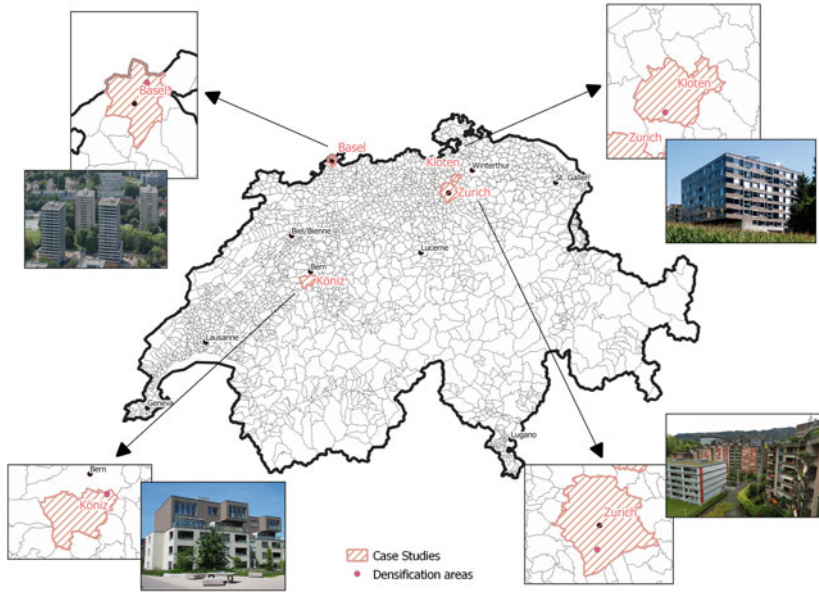 Basel
Kloten
Zurich
Basel
Kloten
Winterthur
St. Gallen
Zurich
Biel/Bienne
Lucerne
Bern
Köniz
Lausanne
Geneva
Lugano
Bern
Köniz
Zurich
Case Studies
Densification areas